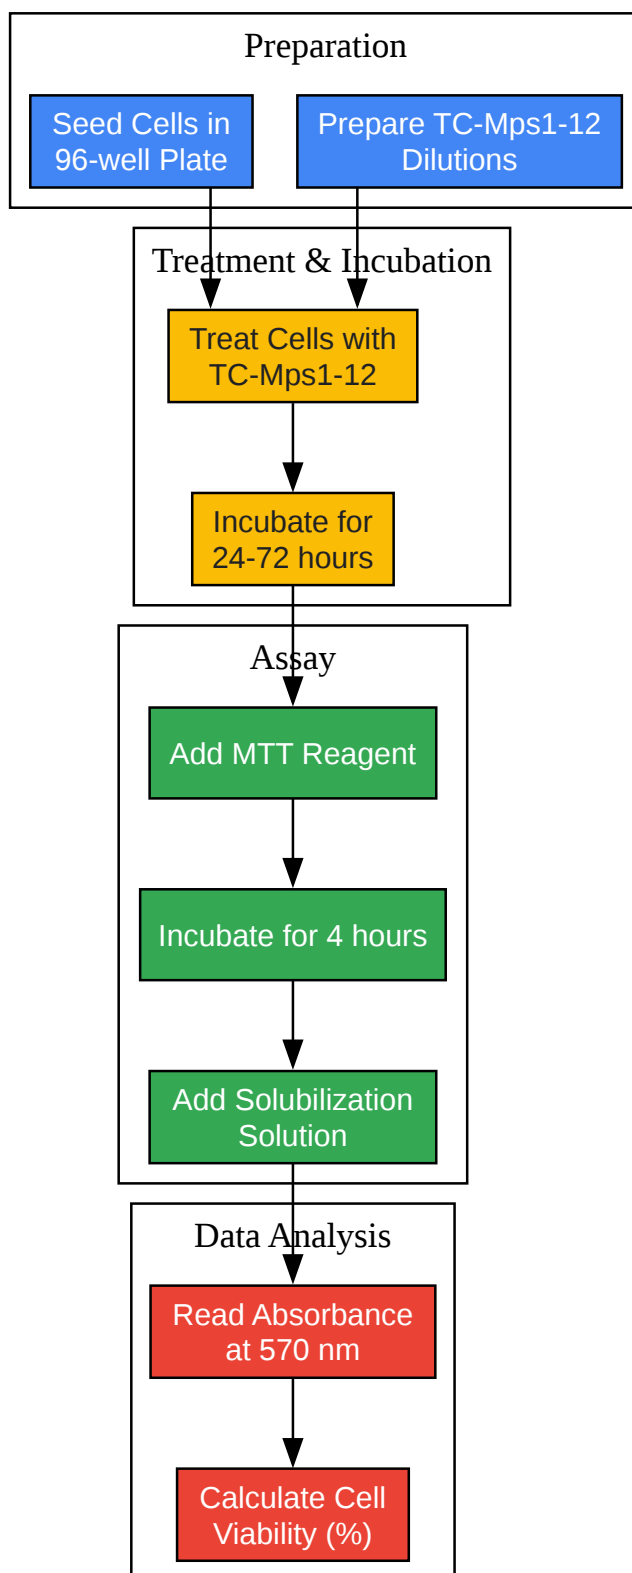 Preparation
Seed Cells in
96-well Plate
Prepare TC-Mps1-12
Dilutions
Treatment & Incubation
Treat Cells with
TC-Mps1-12
Incubate for
24-72 hours
Assay
Add MTT Reagent
Incubate for 4 hours
Add Solubilization
Solution
Data Analysis
Read Absorbance
at 570 nm
Calculate Cell
Viability (%)